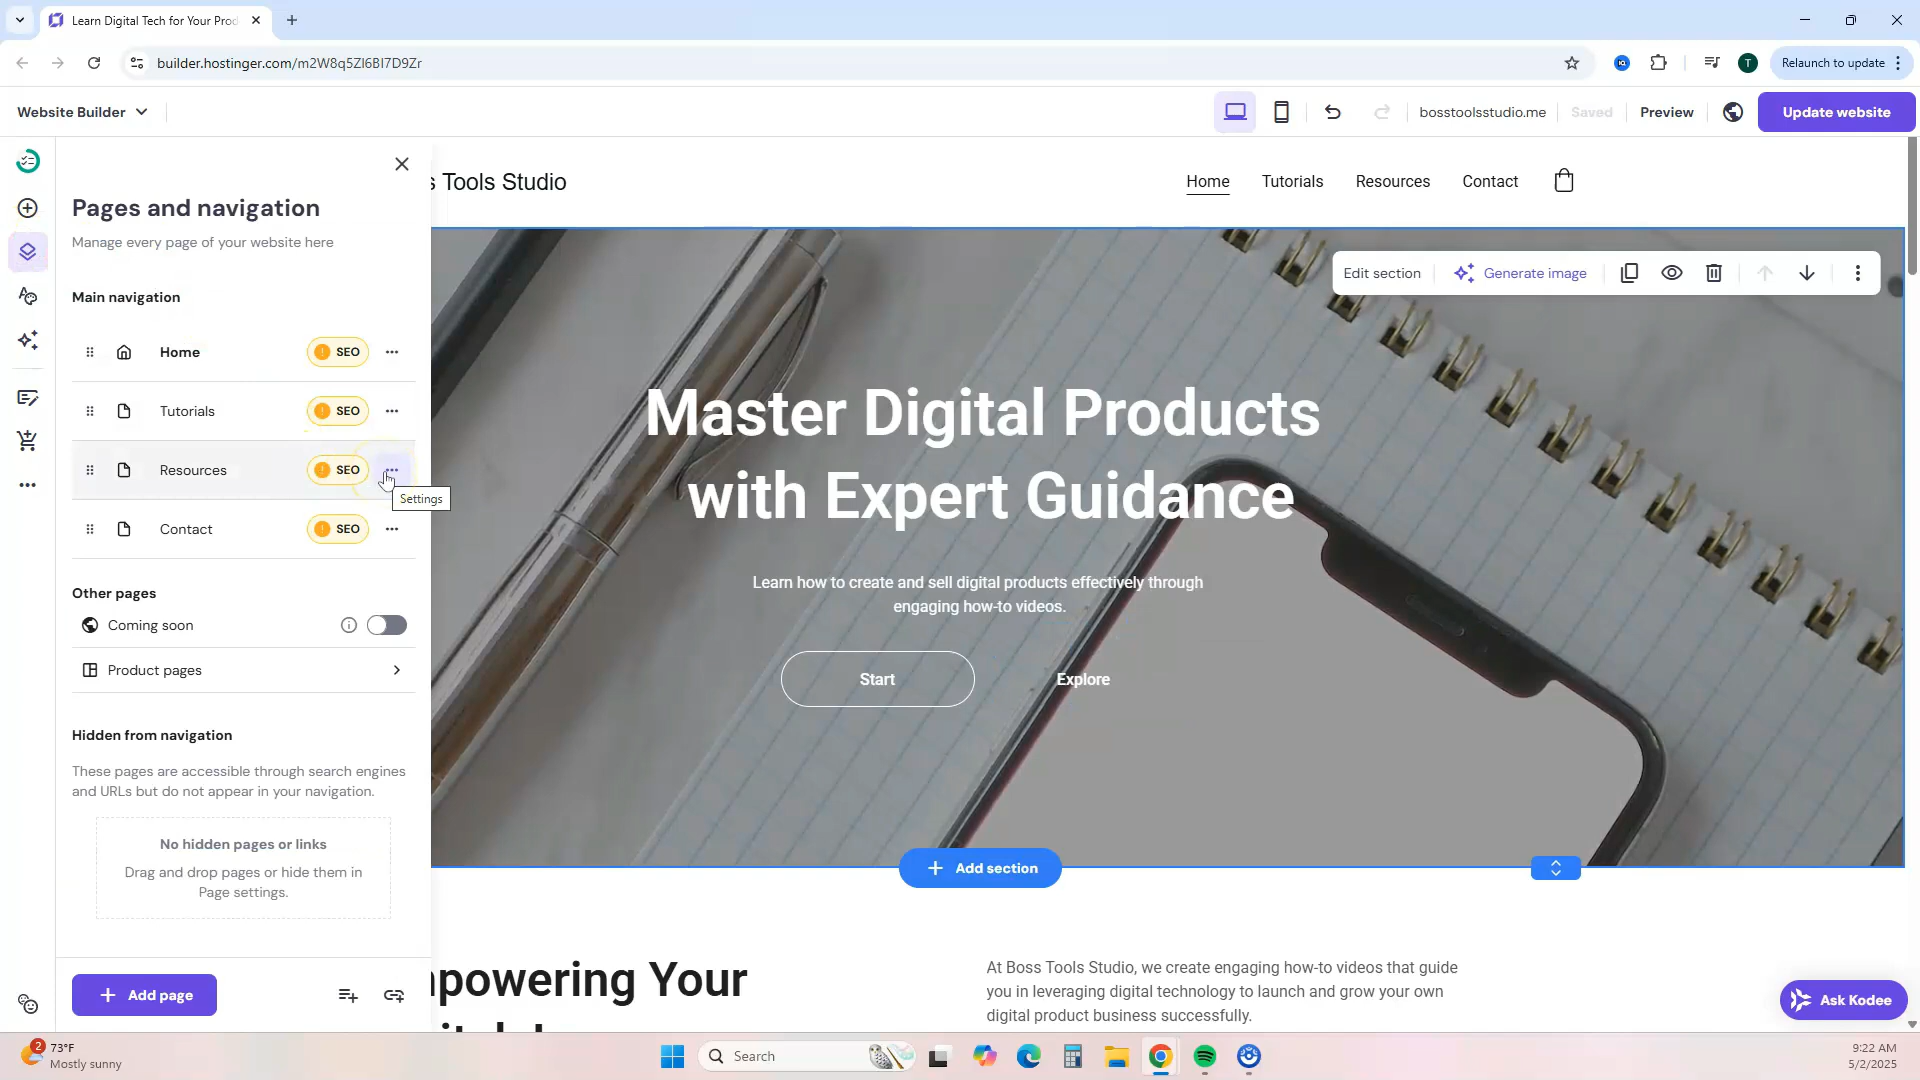 Learn Digital Tech for Your Prod
builder.hostinger.com/m2W8q5Zl6BI7D9Zr
T
Relaunch to update
Website Builder
bosstoolsstudio.me
Saved
Preview
Update website
Pages and navigation
Manage every page of your website here
Main navigation
Home
SEO
Tutorials
SEO
Resources
SEO
Settings
Contact
SEO
Other pages
Coming soon
Product pages
Hidden from navigation
These pages are accessible through search engines
and URLs but do not appear in your navigation.
No hidden pages or links
Drag and drop pages or hide them in
Page settings.
Add page
s Tools Studio
Home
Tutorials
Resources
Contact
Edit section
Generate image
Master Digital Products
with Expert Guidance
Learn how to create and sell digital products effectively through
engaging how-to videos.
Start
Explore
Add section
mpowering Your
At Boss Tools Studio, we create engaging how-to videos that guide
you in leveraging digital technology to launch and grow your own
digital product business successfully.
Ask Kodee
2
73°F
Mostly sunny
Search
9:22 AM
5/2/2025